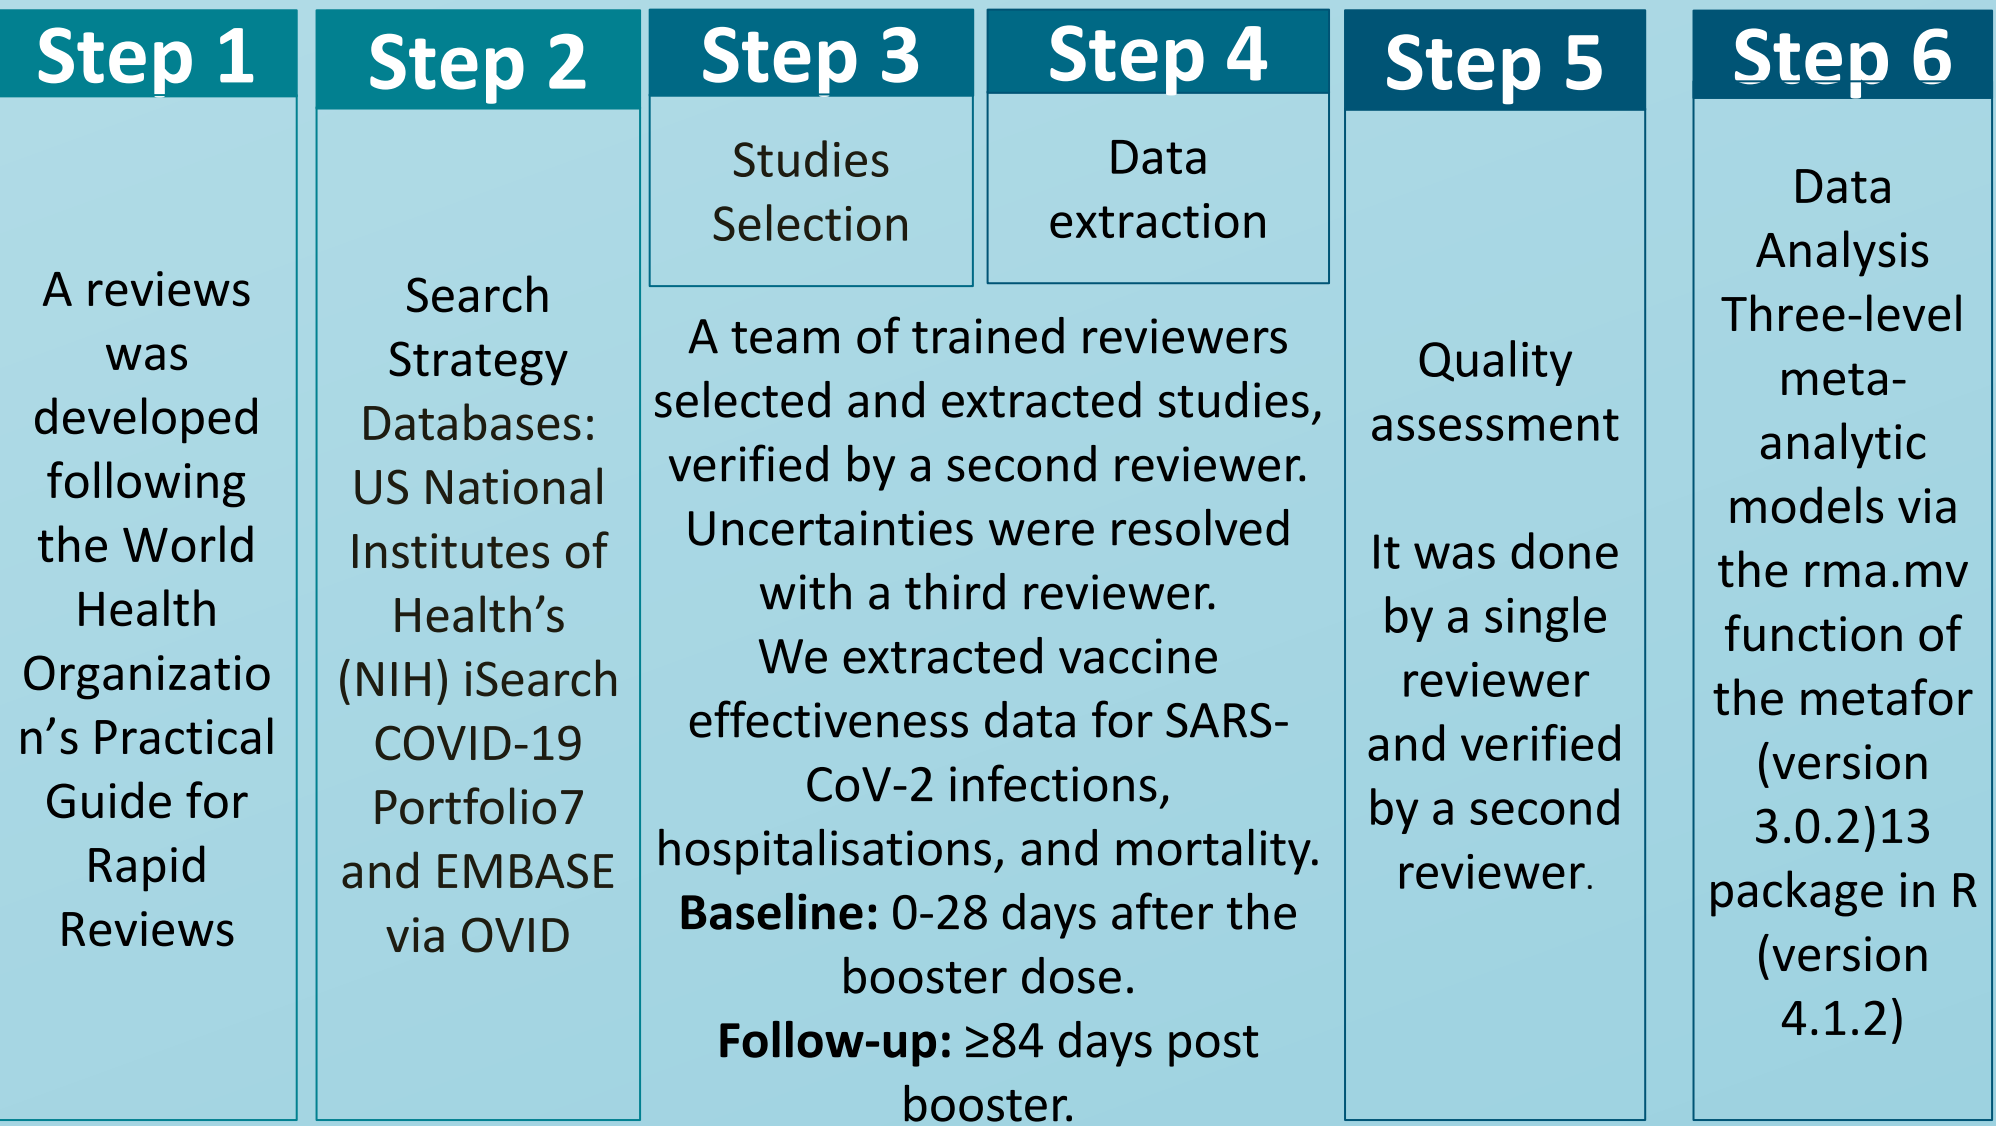 Step 1
A reviews
was
developed
following
the World
Health
Organizatio
n’s Practical
Guide for
Rapid
Reviews
Step 2
Search
Strategy
Databases:
US National
Institutes of
Health’s
(NIH) iSearch
COVID-19
Portfolio7
and EMBASE
via OVID
Step 3
Studies
Selection
Step 4
Data
extraction
A team of trained reviewers
selected and extracted studies,
verified by a second reviewer.
Uncertainties were resolved
with a third reviewer.
We extracted vaccine
effectiveness data for SARS-
CoV-2 infections,
hospitalisations, and mortality.
Baseline: 0-28 days after the
booster dose.
Follow-up: ≥84 days post
booster.
Step 5
Quality
assessment
It was done
by a single
reviewer
and verified
by a second
reviewer.
Step 6
Data
Analysis
Three-level
meta-
analytic
models via
the rma.mv
function of
the metafor
(version
3.0.2)13
package in R
(version
4.1.2)